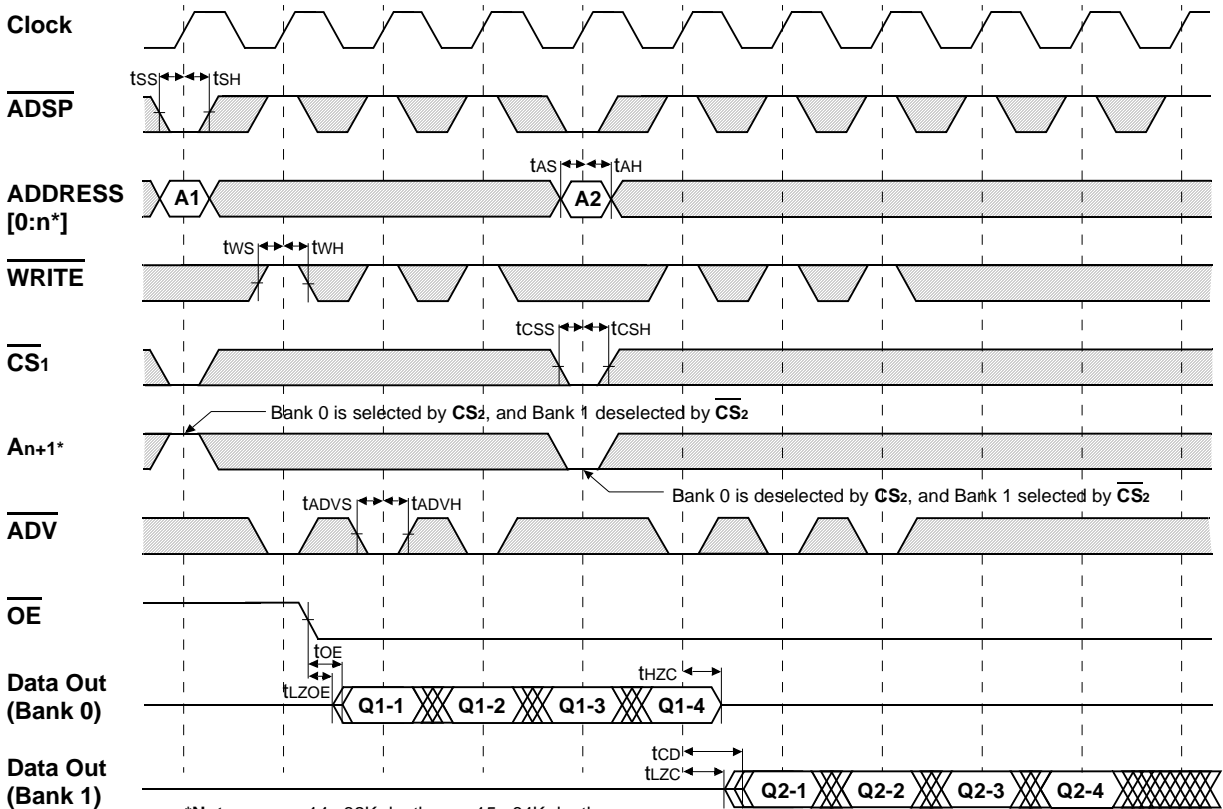 Clock
tSS tSH
ADSP
tAS tAH
ADDRESS
[0:n*]
A1 A2
tWS tWH
WRITE
tCSS tCSH
CS1
Bank 0 is selected by CS2, and Bank 1 deselected by CS2
An+1*
Bank 0 is deselected by CS2, and Bank 1 selected by CS2
tADVS tADVH
ADV
OE
tOE
tLZOE
tHZC
Data Out
(Bank 0)
Q1-1 Q1-2 Q1-3 Q1-4
tCD
tLZC
Data Out
(Bank 1)
Q2-1 Q2-2 Q2-3 Q2-4